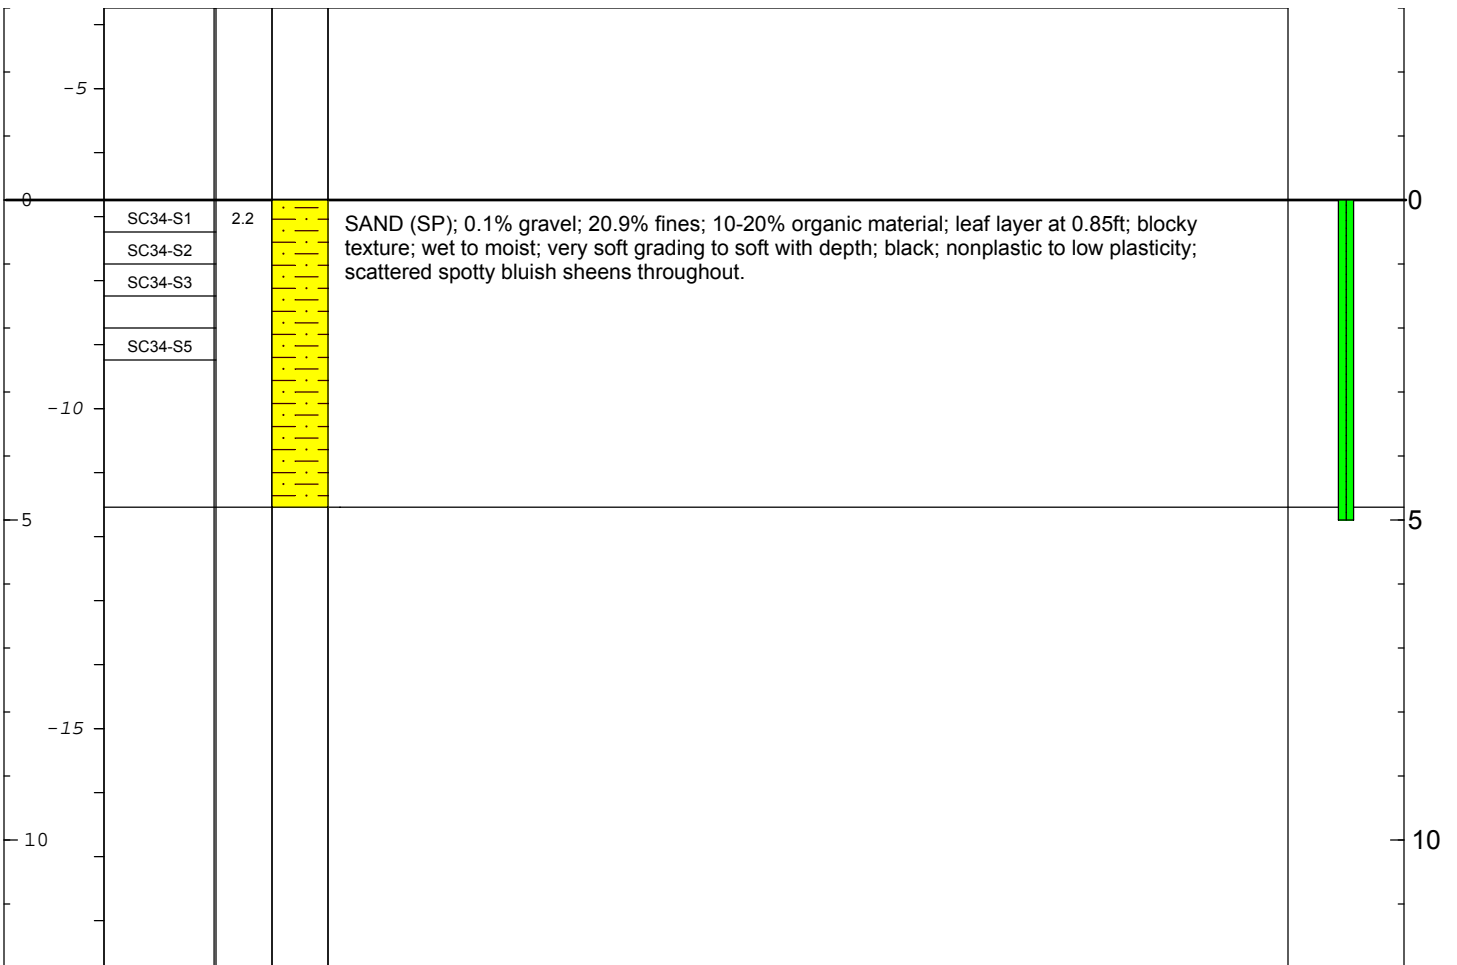 -5
0
0
SC34-S1 2.2
SAND (SP); 0.1% gravel; 20.9% fines; 10-20% organic material; leaf layer at 0.85ft; blocky
texture; wet to moist; very soft grading to soft with depth; black; nonplastic to low plasticity;
scattered spotty bluish sheens throughout.
SC34-S2
SC34-S3
SC34-S5
-10
5
5
-15
10
10